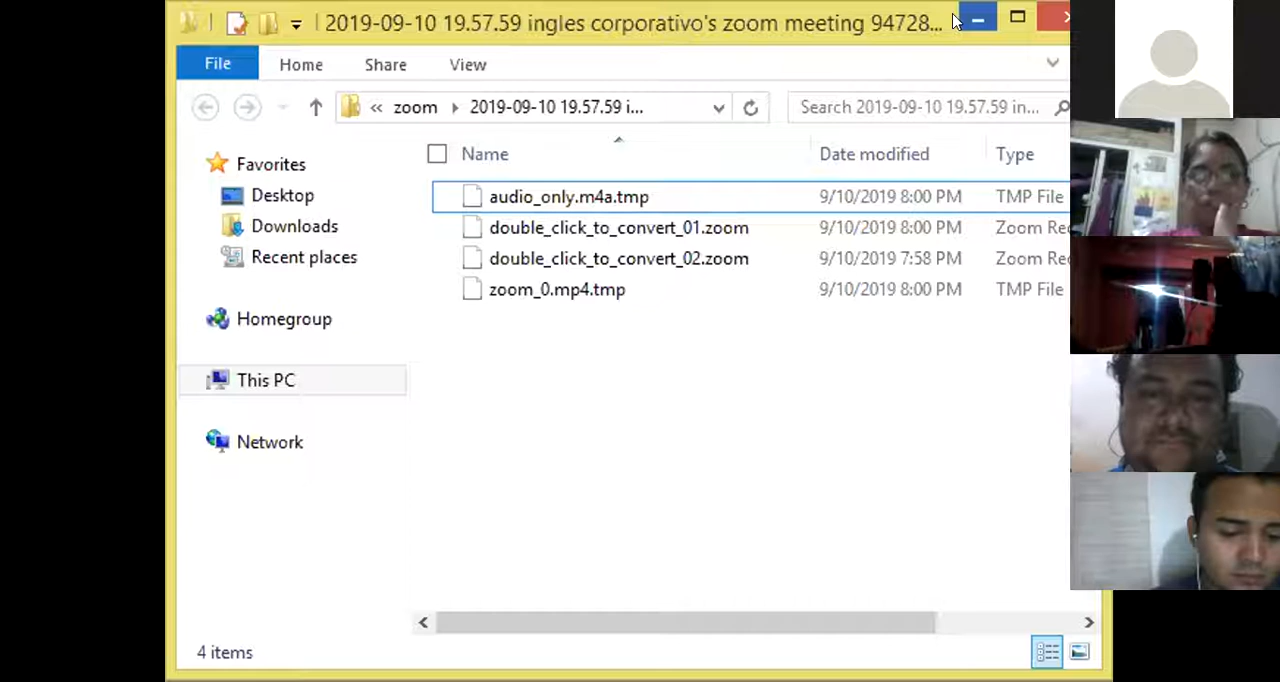 2019-09-10 19.57.59 ingles corporativo's zoom meeting 94728...
File Home Share View
zoom 2019-09-10 19.57.59 i... Search 2019-09-10 19.57.59 in...
Name Date modified Type
Favorites
Desktop
Downloads
Recent places
Homegroup
This PC
Network
audio_only.m4a.tmp 9/10/2019 8:00 PM TMP File
double_click_to_convert_01.zoom 9/10/2019 8:00 PM Zoom Rec
double_click_to_convert_02.zoom 9/10/2019 7:58 PM Zoom Rec
zoom_0.mp4.tmp 9/10/2019 8:00 PM TMP File
4 items